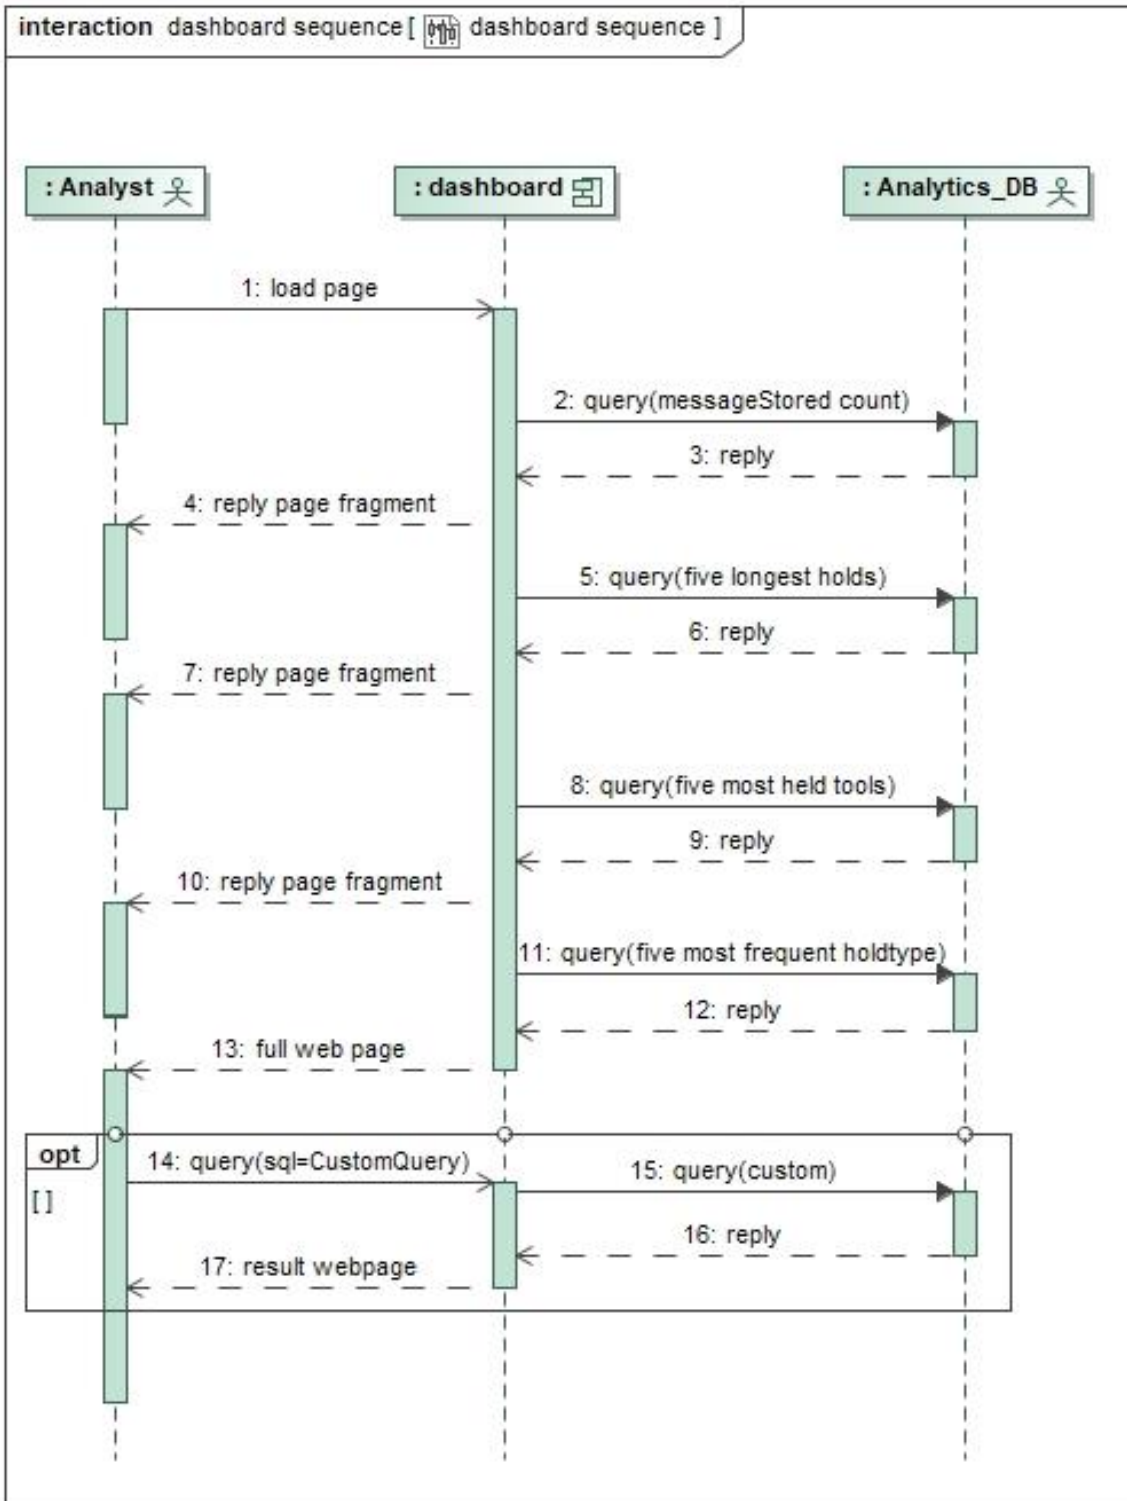 interaction dashboard sequence [ dashboard sequence ]
: Analyst
: dashboard
: Analytics_DB
1: load page
2: query(messageStored count)
3: reply
4: reply page fragment
5: query(five longest holds)
6: reply
7: reply page fragment
8: query(five most held tools)
9: reply
10: reply page fragment
11: query(five most frequent holdtype)
12: reply
13: full web page
opt
14: query(sql=CustomQuery)
15: query(custom)
[ ]
16: reply
17: result webpage